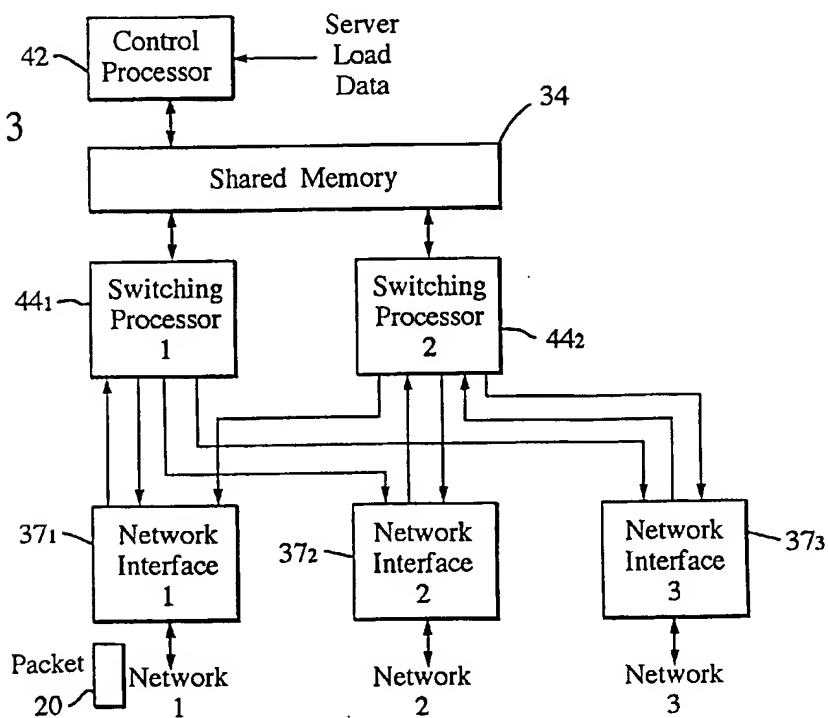 42
Control
Processor
Server
Load
Data
3
34
Shared Memory
44₁
Switching
Processor
1
Switching
Processor
2
44₂
37₁
Network
Interface
1
37₂
Network
Interface
2
Network
Interface
3
37₃
Packet
20
Network
1
Network
2
Network
3